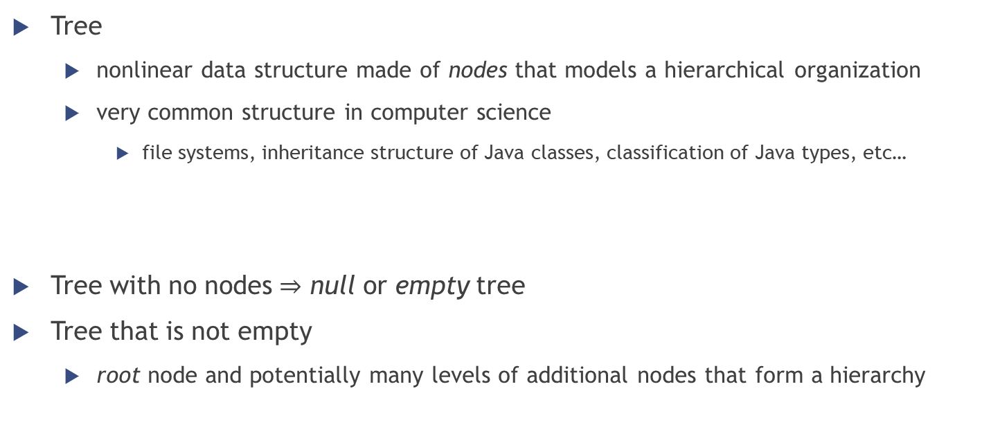 Tree
nonlinear data structure made of nodes that models a hierarchical organization
very common structure in computer science
file systems, inheritance structure of Java classes, classification of Java types, etc…
Tree with no nodes ⇒ null or empty tree
Tree that is not empty
root node and potentially many levels of additional nodes that form a hierarchy